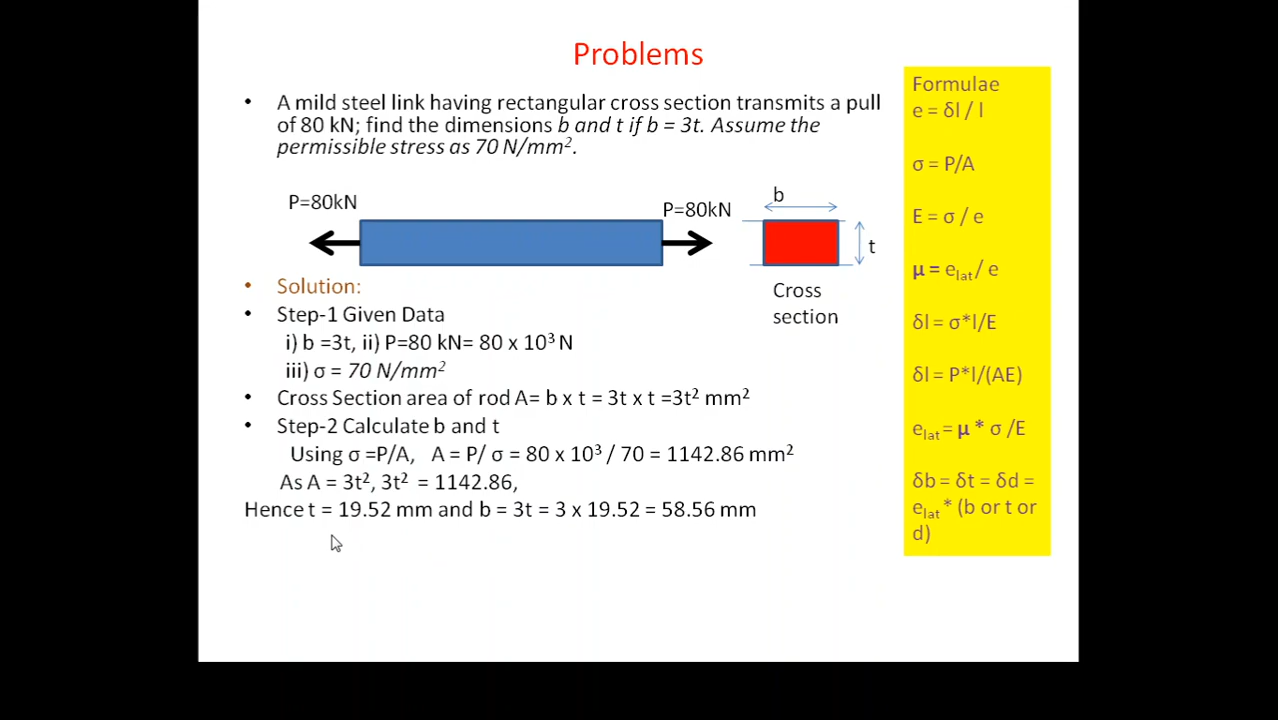 Problems
• A mild steel link having rectangular cross section transmits a pull
of 80 kN; find the dimensions b and t if b = 3t. Assume the
permissible stress as 70 N/mm².
P=80kN
P=80kN
b
t
Cross
section
• Solution:
• Step-1 Given Data
i) b =3t, ii) P=80 kN= 80 x 10³ N
iii) σ = 70 N/mm²
• Cross Section area of rod A= b x t = 3t x t =3t² mm²
• Step-2 Calculate b and t
Using σ =P/A, A = P/ σ = 80 x 10³ / 70 = 1142.86 mm²
As A = 3t², 3t² = 1142.86,
Hence t = 19.52 mm and b = 3t = 3 x 19.52 = 58.56 mm
Formulae
e = δl / l
σ = P/A
E = σ / e
μ = e_lat / e
δl = σ*l/E
δl = P*l/(AE)
e_lat = μ * σ /E
δb = δt = δd =
e_lat * (b or t or
d)